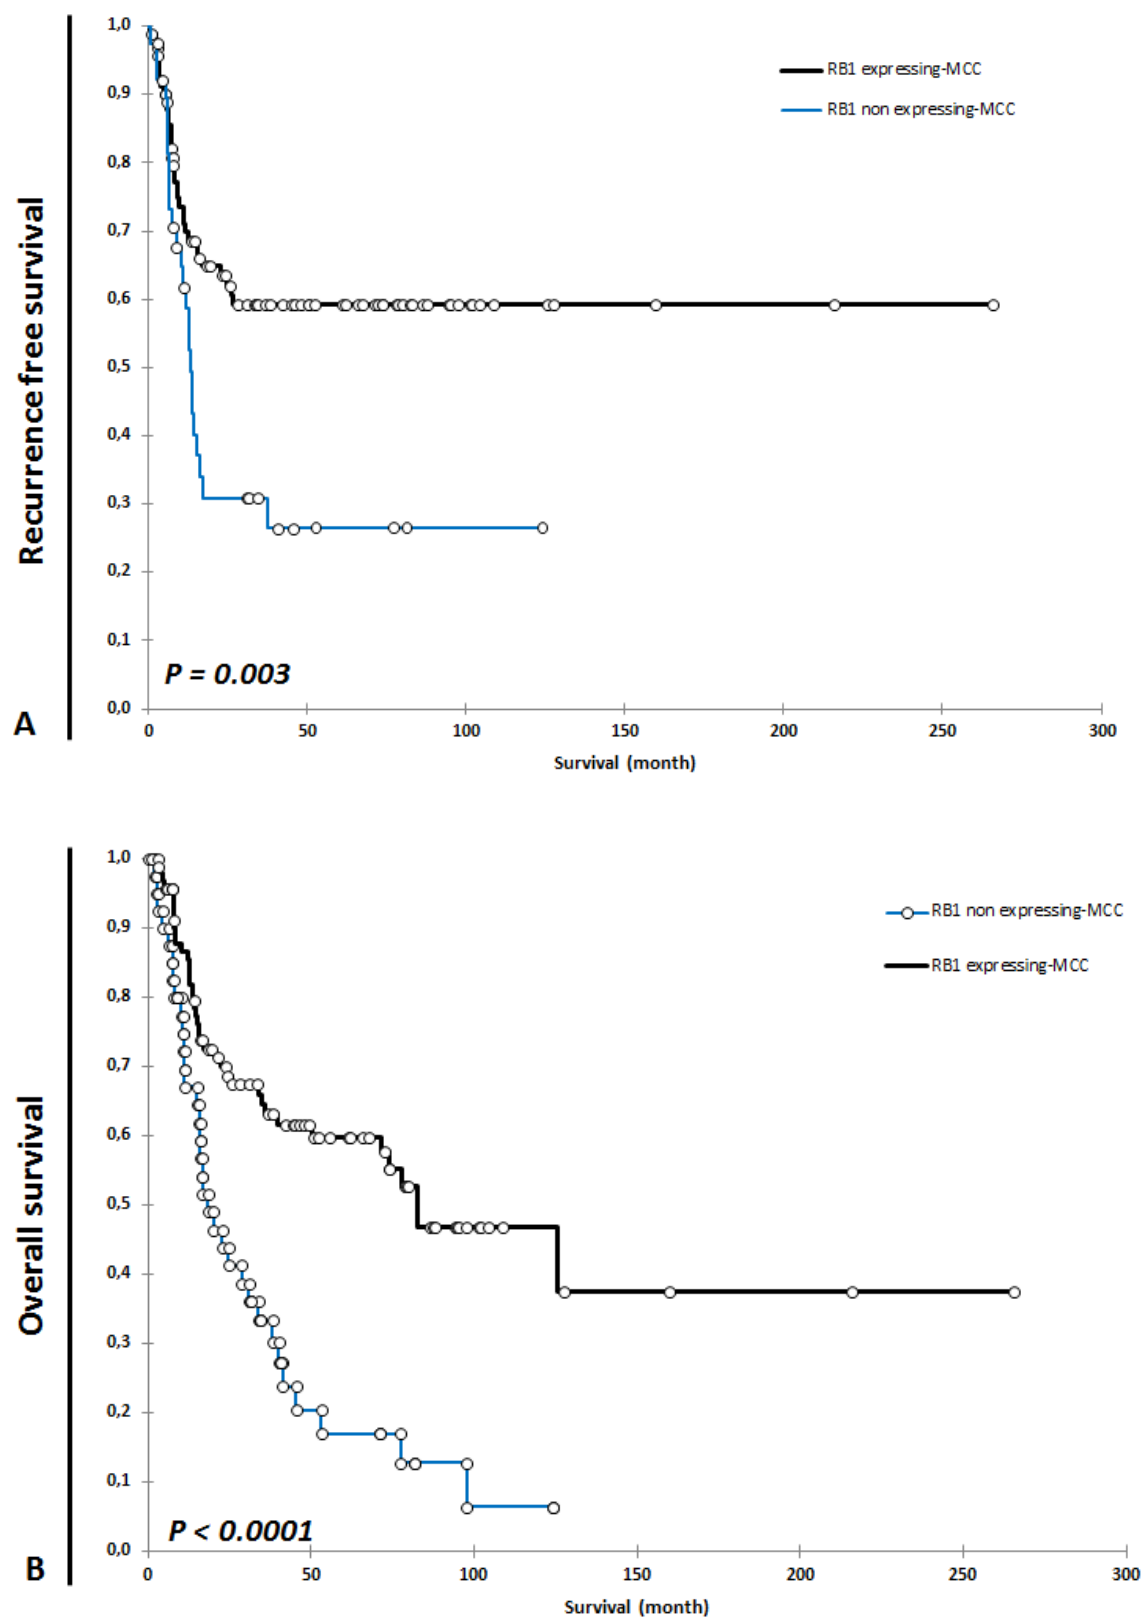 Recurrence free survival
1,0
0,9
0,8
0,7
0,6
0,5
0,4
0,3
0,2
0,1
0,0
RB1 expressing-MCC
RB1 non expressing-MCC
P = 0.003
A
0 50 100 150 200 250 300
Survival (month)
Overall survival
1,0
0,9
0,8
0,7
0,6
0,5
0,4
0,3
0,2
0,1
0,0
RB1 non expressing-MCC
RB1 expressing-MCC
P < 0.0001
B
0 50 100 150 200 250 300
Survival (month)